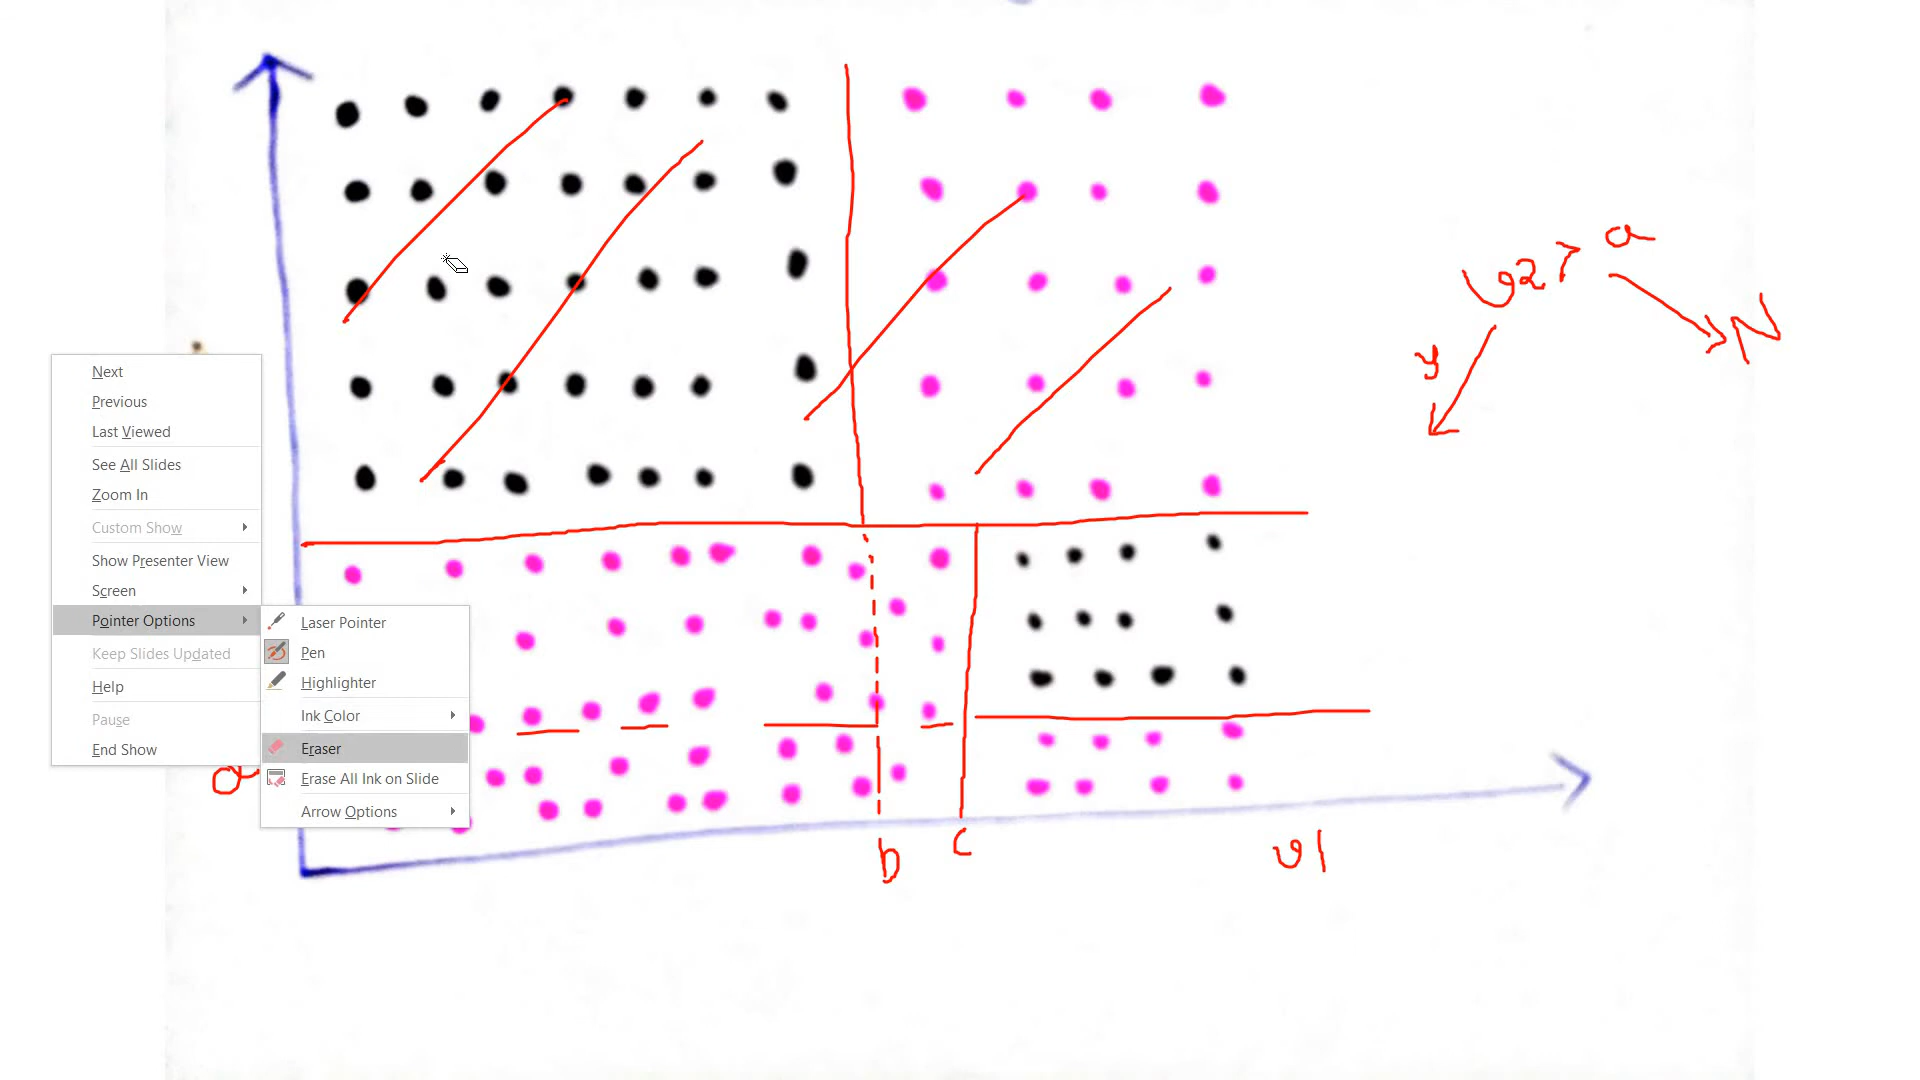 v2 > a
y
N
Next
Previous
Last Viewed
See All Slides
Zoom In
Custom Show
Show Presenter View
Screen
Pointer Options
Keep Slides Updated
Help
Pause
End Show
Laser Pointer
Pen
Highlighter
Ink Color
Eraser
Erase All Ink on Slide
Arrow Options
a
b
c
v1